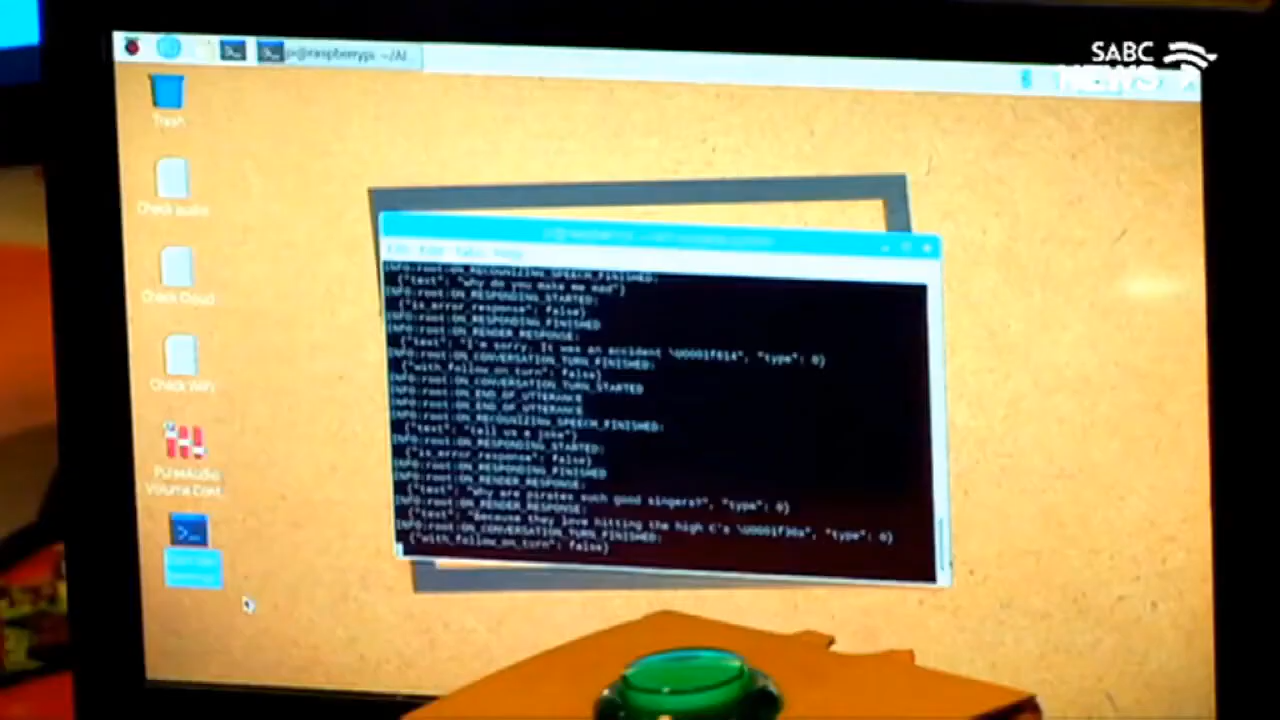 SABC
NEWS
pi@raspberrypi: ~/AI...
Trash
Check audio
Check Cloud
Check WiFi
PulseAudio
Volume Cont...
INFO:root:ON_RECOGNIZING_SPEECH_FINISHED:
{"text": "why do you make me mad"}
INFO:root:ON_RESPONDING_STARTED:
{"is_error_response": false}
INFO:root:ON_RESPONDING_FINISHED
INFO:root:ON_RENDER_RESPONSE:
{"text": "I'm sorry. It was an accident \U0001f614", "type": 0}
INFO:root:ON_CONVERSATION_TURN_FINISHED:
{"with_follow_on_turn": false}
INFO:root:ON_CONVERSATION_TURN_STARTED
INFO:root:ON_END_OF_UTTERANCE
INFO:root:ON_END_OF_UTTERANCE
INFO:root:ON_RECOGNIZING_SPEECH_FINISHED:
{"text": "tell us a joke"}
INFO:root:ON_RESPONDING_STARTED:
{"is_error_response": false}
INFO:root:ON_RESPONDING_FINISHED
INFO:root:ON_RENDER_RESPONSE:
{"text": "Why are pirates such good singers?", "type": 0}
INFO:root:ON_RENDER_RESPONSE:
{"text": "Because they love hitting the high C's \U0001f30a", "type": 0}
INFO:root:ON_CONVERSATION_TURN_FINISHED:
{"with_follow_on_turn": false}